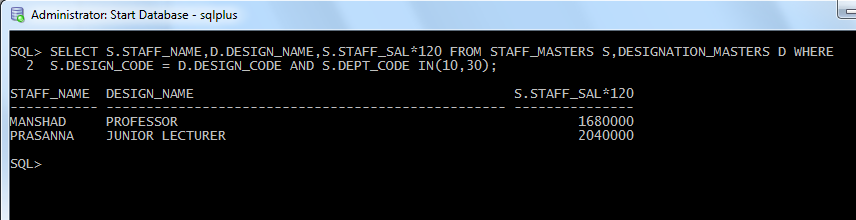 Administrator: Start Database - sqlplus
SQL> SELECT S.STAFF_NAME,D.DESIGN_NAME,S.STAFF_SAL*120 FROM STAFF_MASTERS S,DESIGNATION_MASTERS D WHERE
2 S.DESIGN_CODE = D.DESIGN_CODE AND S.DEPT_CODE IN(10,30);
STAFF_NAME DESIGN_NAME S.STAFF_SAL*120
---------- -------------------------------------------------- ---------------
MANSHAD PROFESSOR 1680000
PRASANNA JUNIOR LECTURER 2040000
SQL>